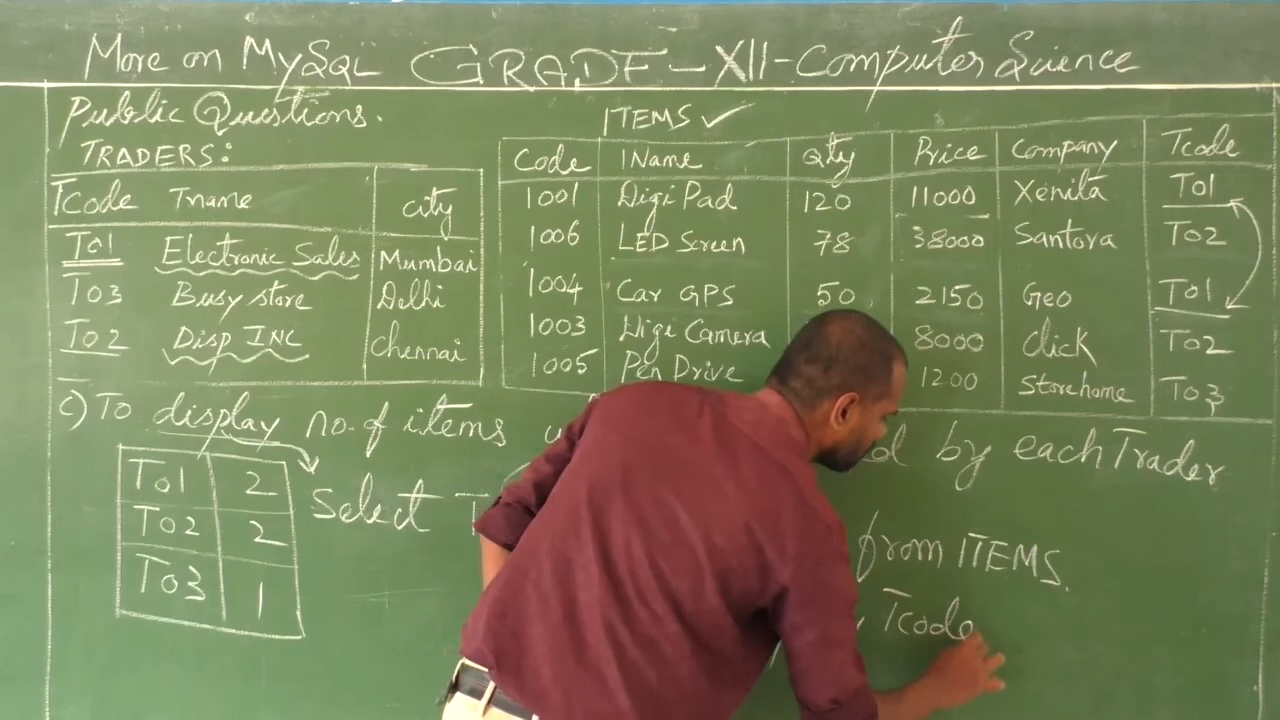 More on MySQL GRADE-XII-Computer Science
Public Questions.
TRADERS:
Tcode Tname city
T01 Electronic Sales Mumbai
T03 Busy store Delhi
T02 Disp INC Chennai
ITEMS ✓
Code IName Qty Price Company Tcode
1001 Digi Pad 120 11000 Xenita T01
1006 LED Screen 78 38000 Santora T02
1004 Car GPS 50 2150 Geo T01
1003 Digi Camera 8000 Click T02
1005 Pen Drive 1200 Storehome T03
c) To display no. of items by each Trader
T01 2
T02 2
T03 1
Select
from ITEMS.
Tcode